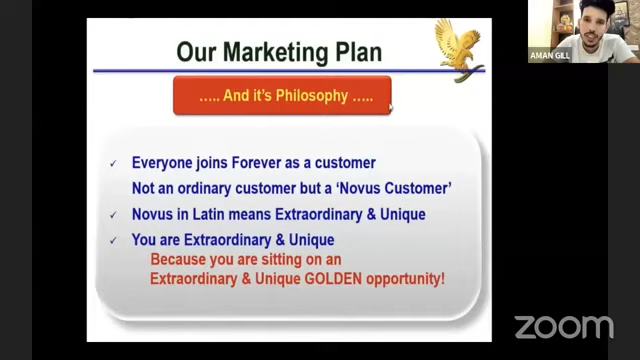 Our Marketing Plan
….. And it's Philosophy …..
✓ Everyone joins Forever as a customer
Not an ordinary customer but a 'Novus Customer'
✓ Novus in Latin means Extraordinary & Unique
✓ You are Extraordinary & Unique
Because you are sitting on an
Extraordinary & Unique GOLDEN opportunity!
AMAN GILL
zoom